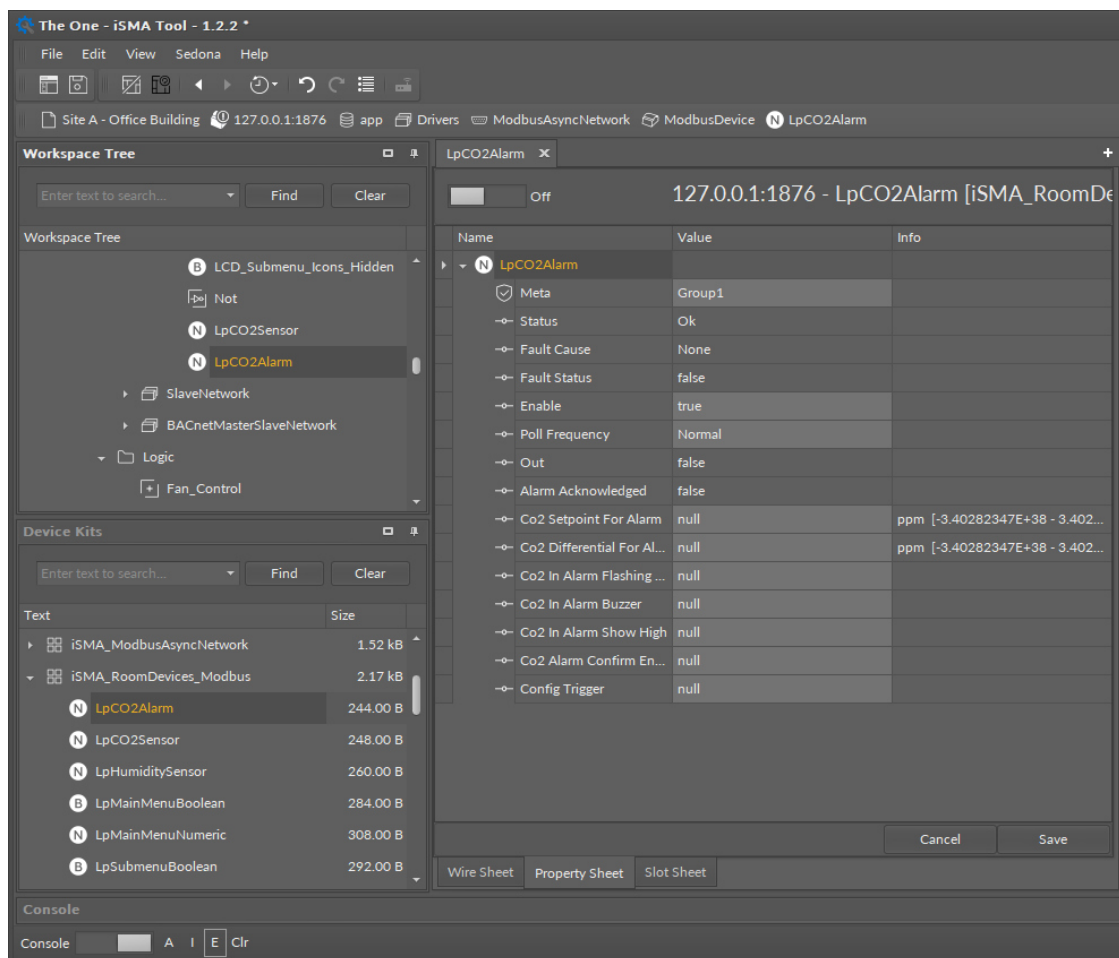 The One - iSMA Tool - 1.2.2 *
File Edit View Sedona Help
Site A - Office Building 127.0.0.1:1876 app Drivers ModbusAsyncNetwork ModbusDevice N LpCO2Alarm
Workspace Tree
Enter text to search... Find Clear
Workspace Tree
B LCD_Submenu_Icons_Hidden
Not
N LpCO2Sensor
N LpCO2Alarm
SlaveNetwork
BACnetMasterSlaveNetwork
Logic
Fan_Control
Device Kits
Enter text to search... Find Clear
Text Size
iSMA_ModbusAsyncNetwork 1.52 kB
iSMA_RoomDevices_Modbus 2.17 kB
N LpCO2Alarm 244.00 B
N LpCO2Sensor 248.00 B
N LpHumiditySensor 260.00 B
B LpMainMenuBoolean 284.00 B
N LpMainMenuNumeric 308.00 B
B LpSubmenuBoolean 292.00 B
LpCO2Alarm X +
Off 127.0.0.1:1876 - LpCO2Alarm [iSMA_RoomDe
Name Value Info
N LpCO2Alarm
Meta Group1
Status Ok
Fault Cause None
Fault Status false
Enable true
Poll Frequency Normal
Out false
Alarm Acknowledged false
Co2 Setpoint For Alarm null ppm [-3.40282347E+38 - 3.402...
Co2 Differential For Al... null ppm [-3.40282347E+38 - 3.402...
Co2 In Alarm Flashing ... null
Co2 In Alarm Buzzer null
Co2 In Alarm Show High null
Co2 Alarm Confirm En... null
Config Trigger null
Cancel Save
Wire Sheet Property Sheet Slot Sheet
Console
Console A I E Clr